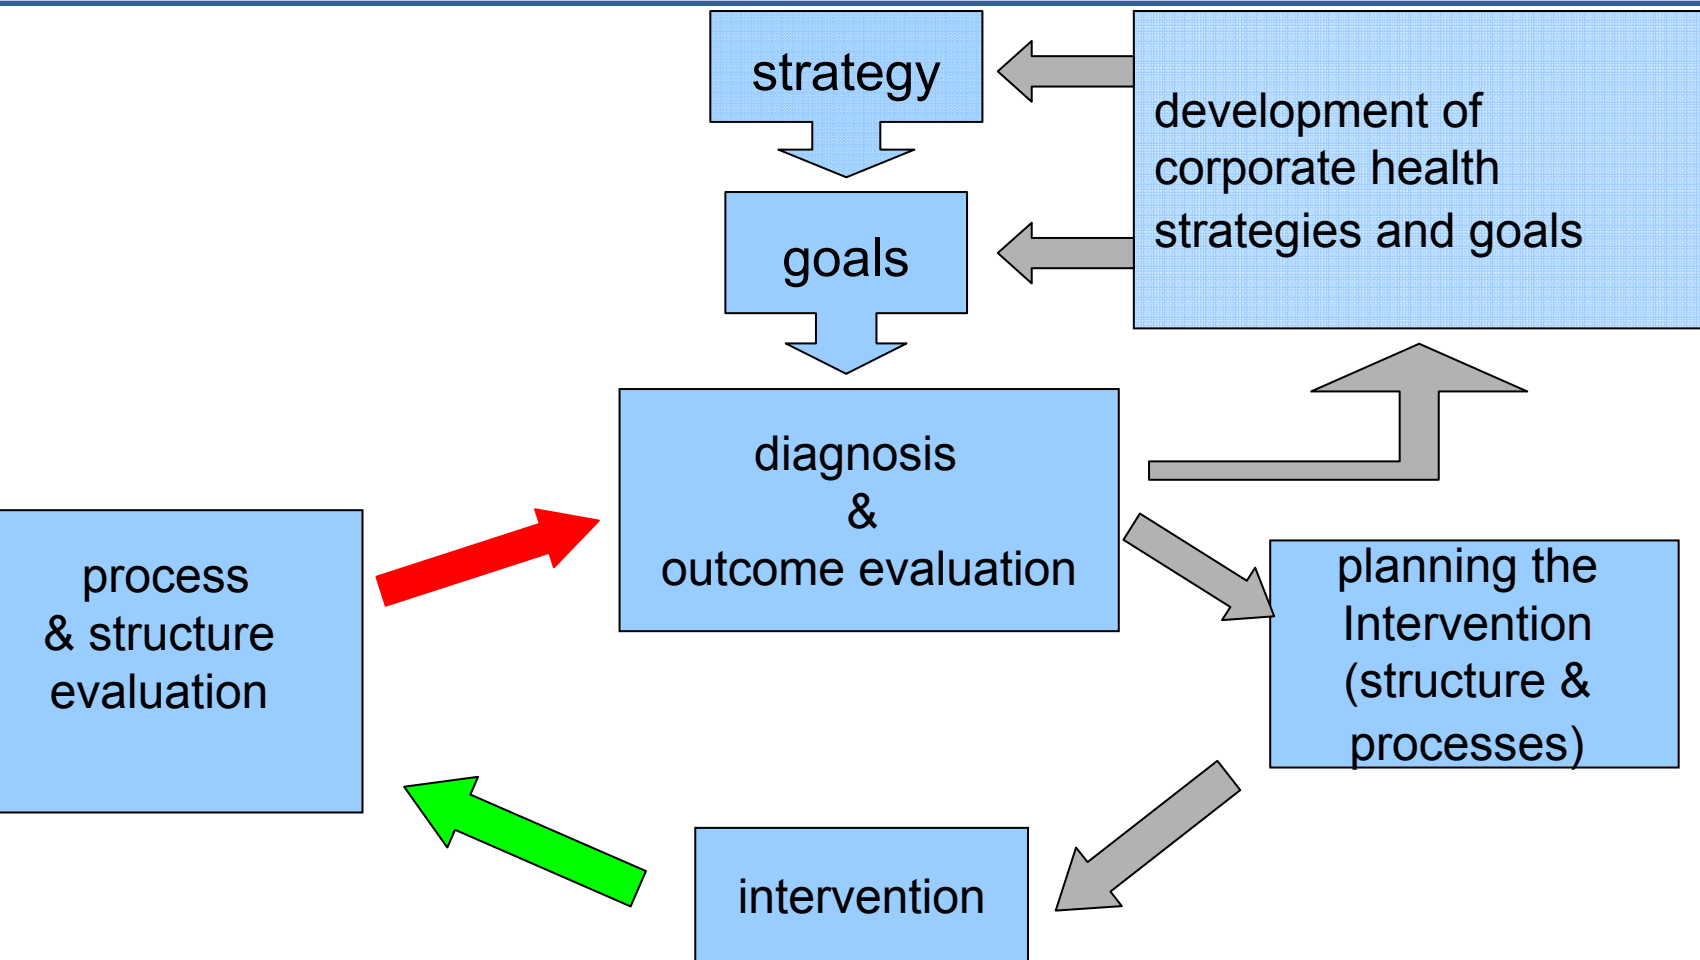 strategy
development of
corporate health
strategies and goals
goals
diagnosis
&
outcome evaluation
process
& structure
evaluation
planning the
Intervention
(structure &
processes)
intervention